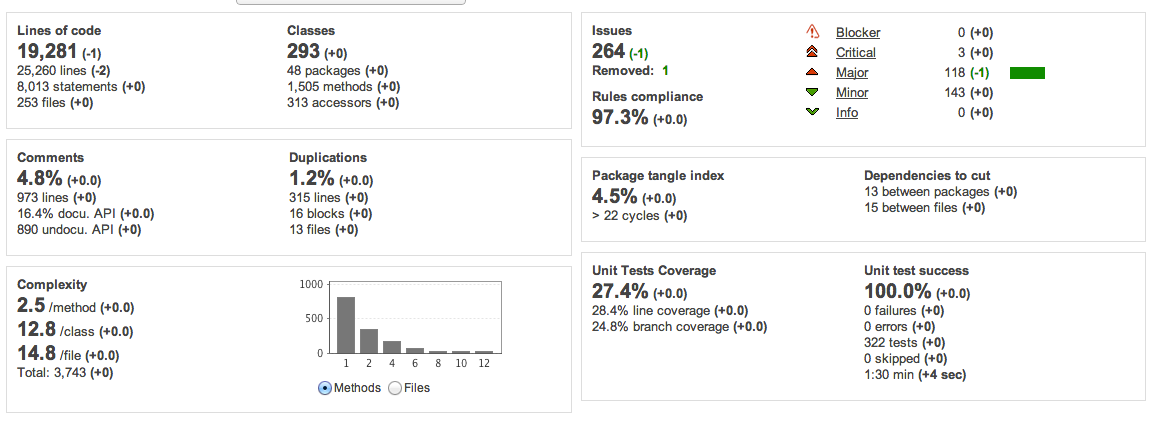 Lines of code
19,281 (-1)
25,260 lines (-2)
8,013 statements (+0)
253 files (+0)
Classes
293 (+0)
48 packages (+0)
1,505 methods (+0)
313 accessors (+0)
Comments
4.8% (+0.0)
973 lines (+0)
16.4% docu. API (+0.0)
890 undocu. API (+0)
Duplications
1.2% (+0.0)
315 lines (+0)
16 blocks (+0)
13 files (+0)
Complexity
2.5 /method (+0.0)
12.8 /class (+0.0)
14.8 /file (+0.0)
Total: 3,743 (+0)
1000
500
0
1 2 4 6 8 10 12
Methods Files
Issues
264 (-1)
Removed: 1
Rules compliance
97.3% (+0.0)
Blocker 0 (+0)
Critical 3 (+0)
Major 118 (-1)
Minor 143 (+0)
Info 0 (+0)
Package tangle index
4.5% (+0.0)
> 22 cycles (+0)
Dependencies to cut
13 between packages (+0)
15 between files (+0)
Unit Tests Coverage
27.4% (+0.0)
28.4% line coverage (+0.0)
24.8% branch coverage (+0.0)
Unit test success
100.0% (+0.0)
0 failures (+0)
0 errors (+0)
322 tests (+0)
0 skipped (+0)
1:30 min (+4 sec)